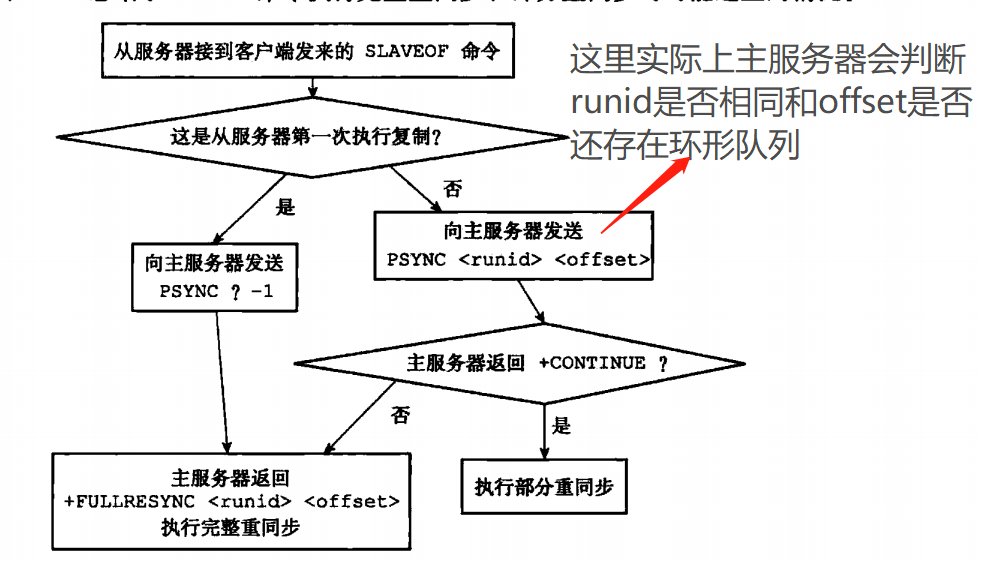 从服务器接到客户端发来的 SLAVEOF 命令
这里实际上主服务器会判断
runid是否相同和offset是否
还存在环形队列
这是从服务器第一次执行复制？
是
否
向主服务器发送
PSYNC ? -1
向主服务器发送
PSYNC <runid> <offset>
主服务器返回 +CONTINUE ？
否
是
主服务器返回
+FULLRESYNC <runid> <offset>
执行完整重同步
执行部分重同步